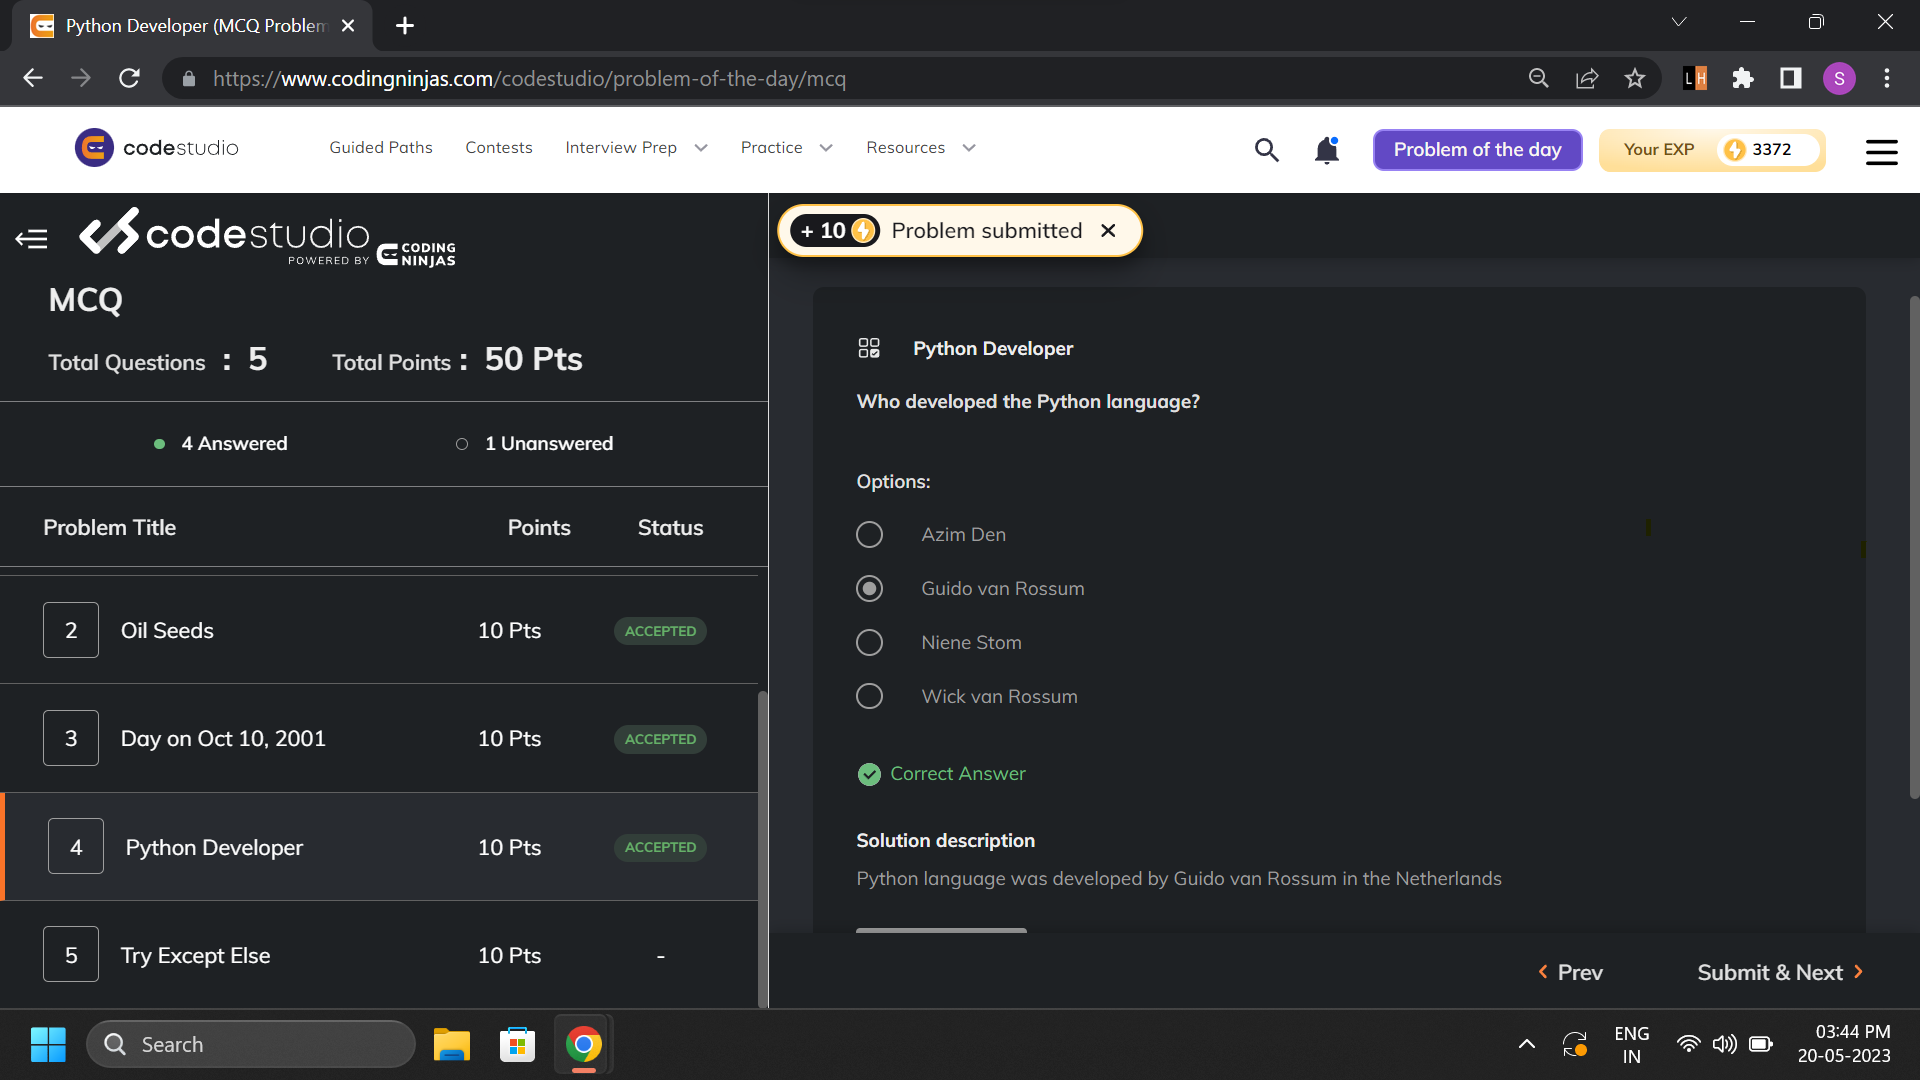 Python Developer (MCQ Problem
https://www.codingninjas.com/codestudio/problem-of-the-day/mcq
LH
S
codestudio
Guided Paths
Contests
Interview Prep
Practice
Resources
Problem of the day
Your EXP
3372
codestudio
POWERED BY
CODING
NINJAS
+ 10
Problem submitted
MCQ
Total Questions : 5
Total Points : 50 Pts
4 Answered
1 Unanswered
Problem Title
Points
Status
2
Oil Seeds
10 Pts
ACCEPTED
3
Day on Oct 10, 2001
10 Pts
ACCEPTED
4
Python Developer
10 Pts
ACCEPTED
5
Try Except Else
10 Pts
-
Python Developer
Who developed the Python language?
Options:
Azim Den
Guido van Rossum
Niene Stom
Wick van Rossum
Correct Answer
Solution description
Python language was developed by Guido van Rossum in the Netherlands
Prev
Submit & Next
Search
ENG
IN
03:44 PM
20-05-2023